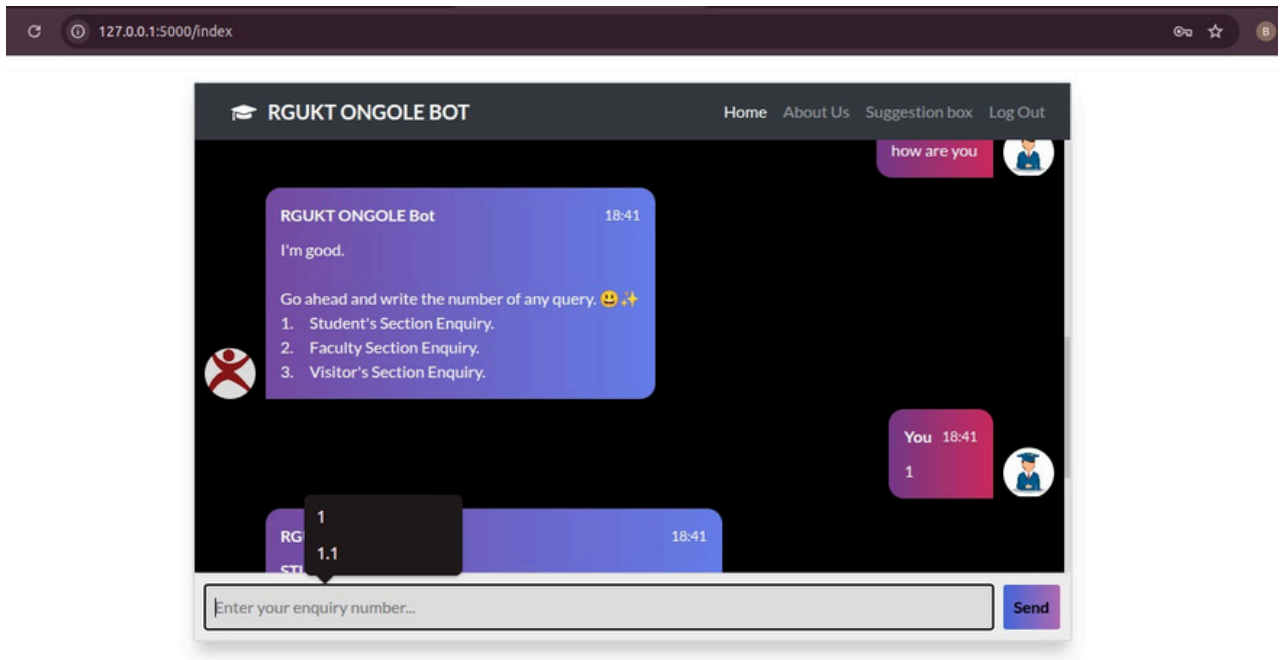 127.0.0.1:5000/index
B
RGUKT ONGOLE BOT
Home About Us Suggestion box Log Out
how are you
RGUKT ONGOLE Bot 18:41
I'm good.
Go ahead and write the number of any query. 😃✨
1. Student's Section Enquiry.
2. Faculty Section Enquiry.
3. Visitor's Section Enquiry.
You 18:41
1
1
RG 18:41
1.1
Enter your enquiry number...
Send